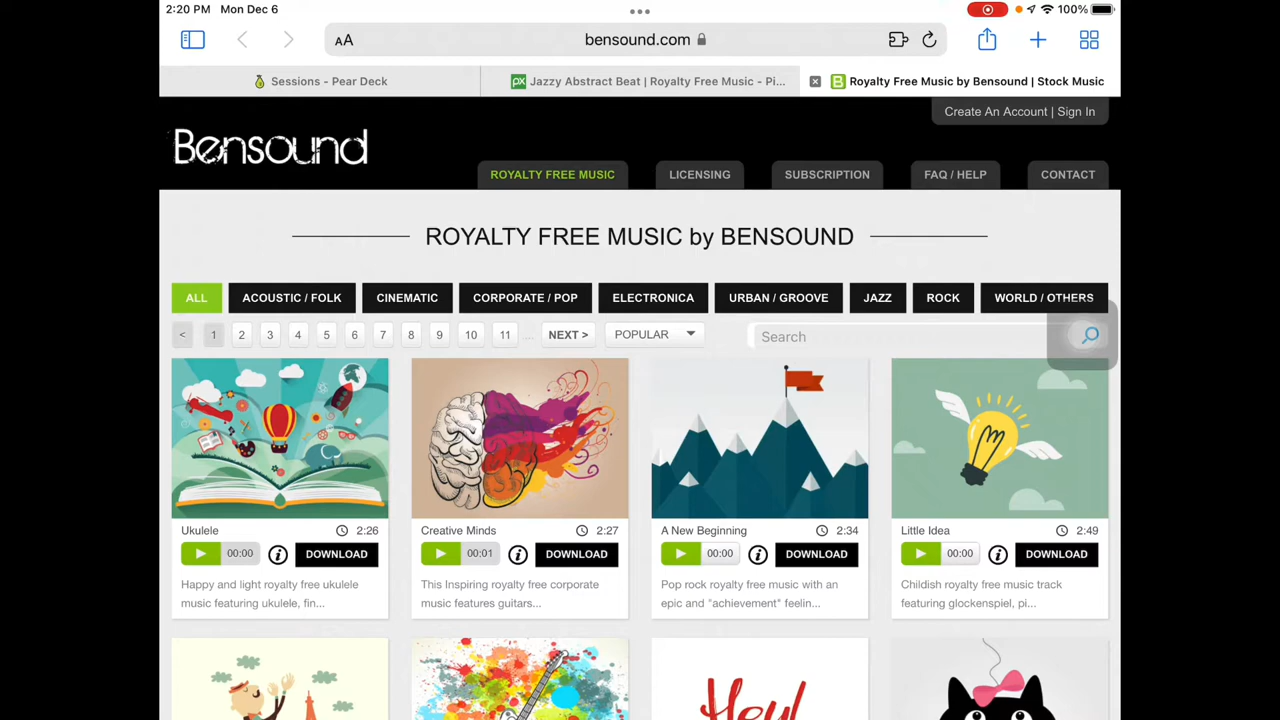 2:20 PM Mon Dec 6
100%
AA
bensound.com
Sessions - Pear Deck
px Jazzy Abstract Beat | Royalty Free Music - Pi...
Royalty Free Music by Bensound | Stock Music
Create An Account | Sign In
Bensound
ROYALTY FREE MUSIC LICENSING SUBSCRIPTION FAQ / HELP CONTACT
ROYALTY FREE MUSIC by BENSOUND
ALL ACOUSTIC / FOLK CINEMATIC CORPORATE / POP ELECTRONICA URBAN / GROOVE JAZZ ROCK WORLD / OTHERS
< 1 2 3 4 5 6 7 8 9 10 11 ... NEXT > POPULAR Search
Ukulele 2:26
00:00 i DOWNLOAD
Happy and light royalty free ukulele
music featuring ukulele, fin...
Creative Minds 2:27
00:01 i DOWNLOAD
This Inspiring royalty free corporate
music features guitars...
A New Beginning 2:34
00:00 i DOWNLOAD
Pop rock royalty free music with an
epic and "achievement" feelin...
Little Idea 2:49
00:00 i DOWNLOAD
Childish royalty free music track
featuring glockenspiel, pi...
Hey!